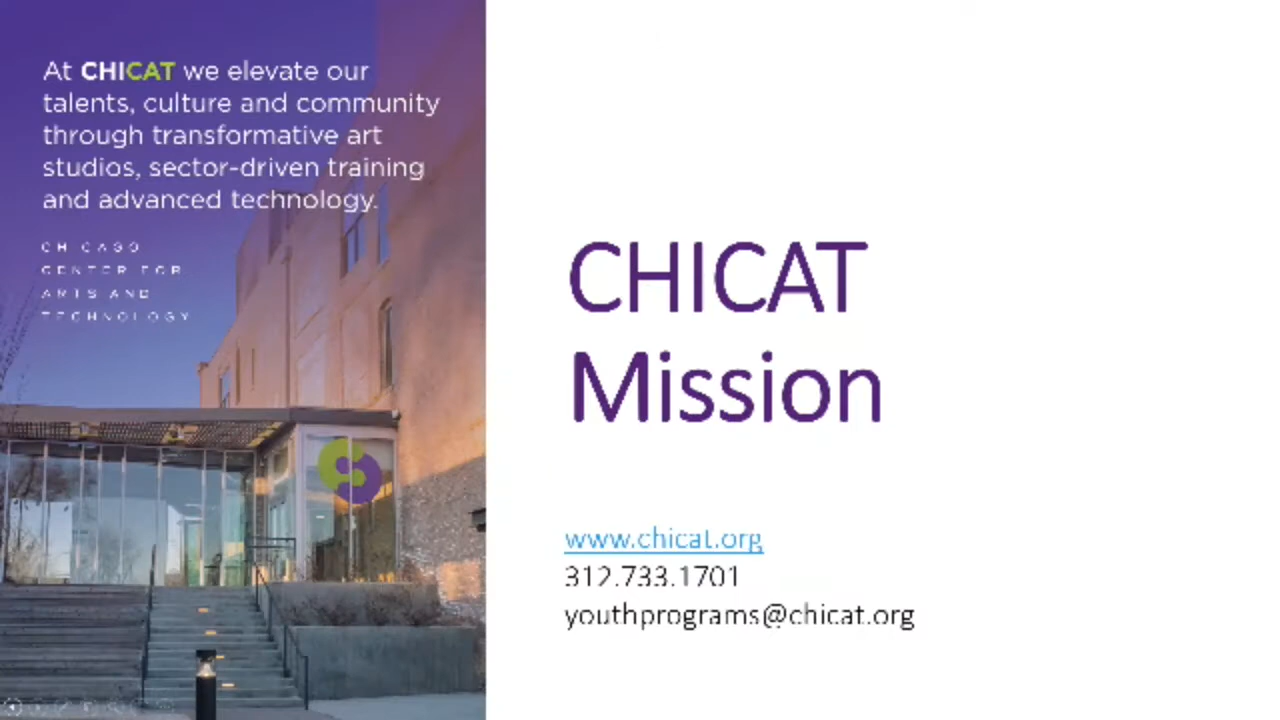 At CHICAT we elevate our
talents, culture and community
through transformative art
studios, sector-driven training
and advanced technology.
CHICAGO
CENTER FOR
ARTS AND
TECHNOLOGY
CHICAT
Mission
www.chicat.org
312.733.1701
youthprograms@chicat.org